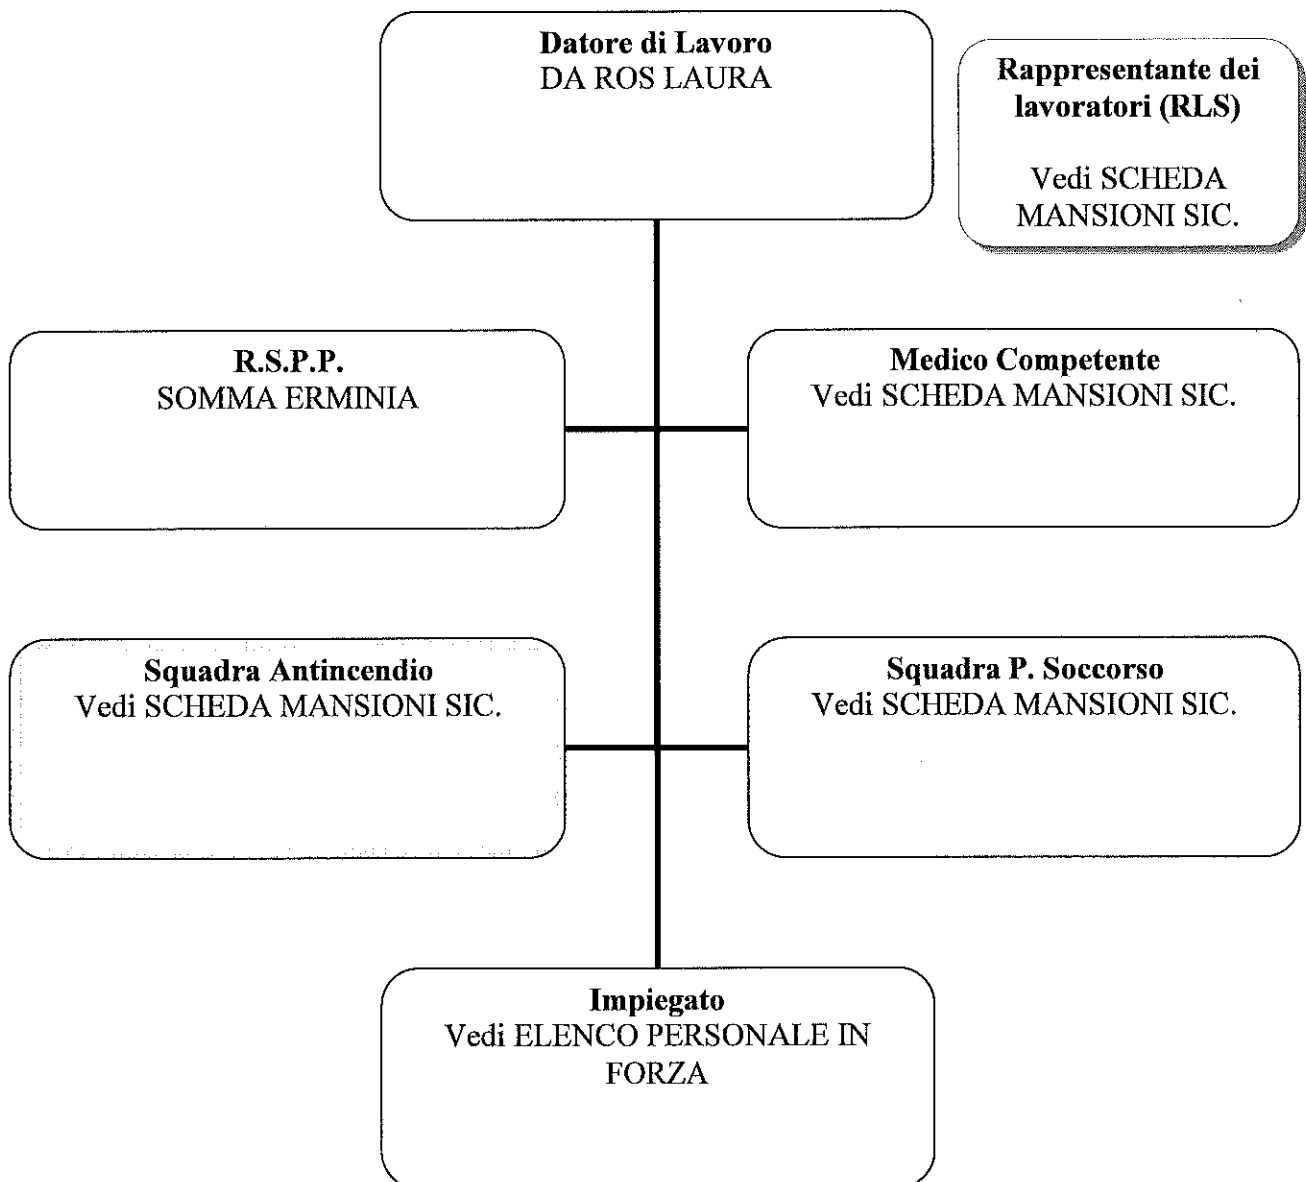 Datore di Lavoro
DA ROS LAURA
Rappresentante dei
lavoratori (RLS)
Vedi SCHEDA
MANSIONI SIC.
R.S.P.P.
SOMMA ERMINIA
Medico Competente
Vedi SCHEDA MANSIONI SIC.
Squadra Antincendio
Vedi SCHEDA MANSIONI SIC.
Squadra P. Soccorso
Vedi SCHEDA MANSIONI SIC.
Impiegato
Vedi ELENCO PERSONALE IN
FORZA